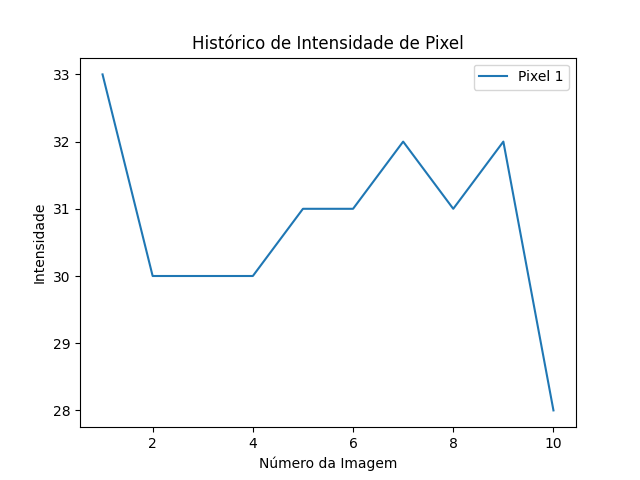 Histórico de Intensidade de Pixel
Pixel 1
33
32
31
30
29
28
Intensidade
2 4 6 8 10
Número da Imagem